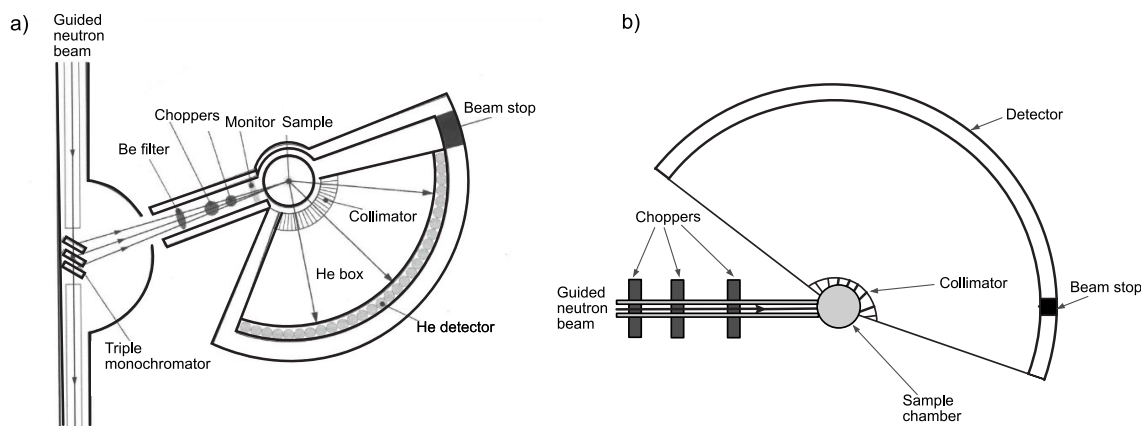 a)
Guided
neutron
beam
Choppers
Monitor
Sample
Be filter
Beam stop
Collimator
He box
He detector
Triple
monochromator
b)
Detector
Choppers
Guided
neutron
beam
Collimator
Beam stop
Sample
chamber